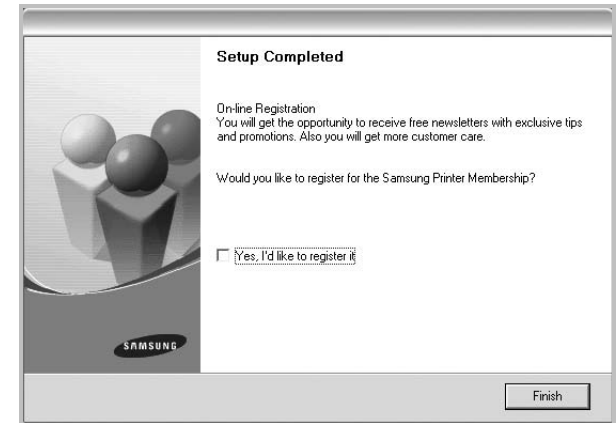 Setup Completed
On-line Registration
You will get the opportunity to receive free newsletters with exclusive tips
and promotions. Also you will get more customer care.
Would you like to register for the Samsung Printer Membership?
Yes, I'd like to register it
SAMSUNG
Finish